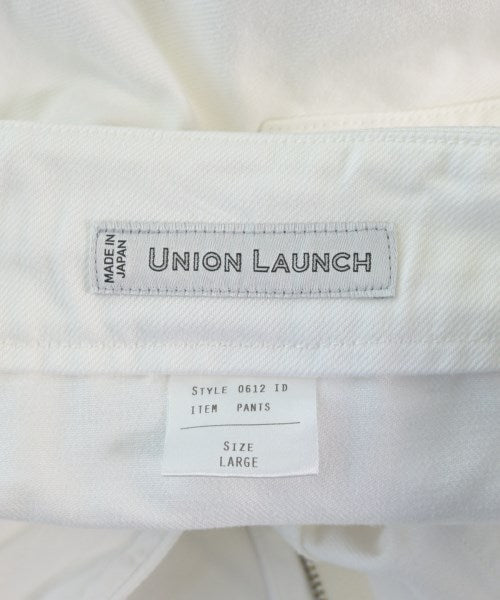 MADE IN
JAPAN
UNION LAUNCH
STYLE 0612 ID
ITEM PANTS
SIZE
LARGE